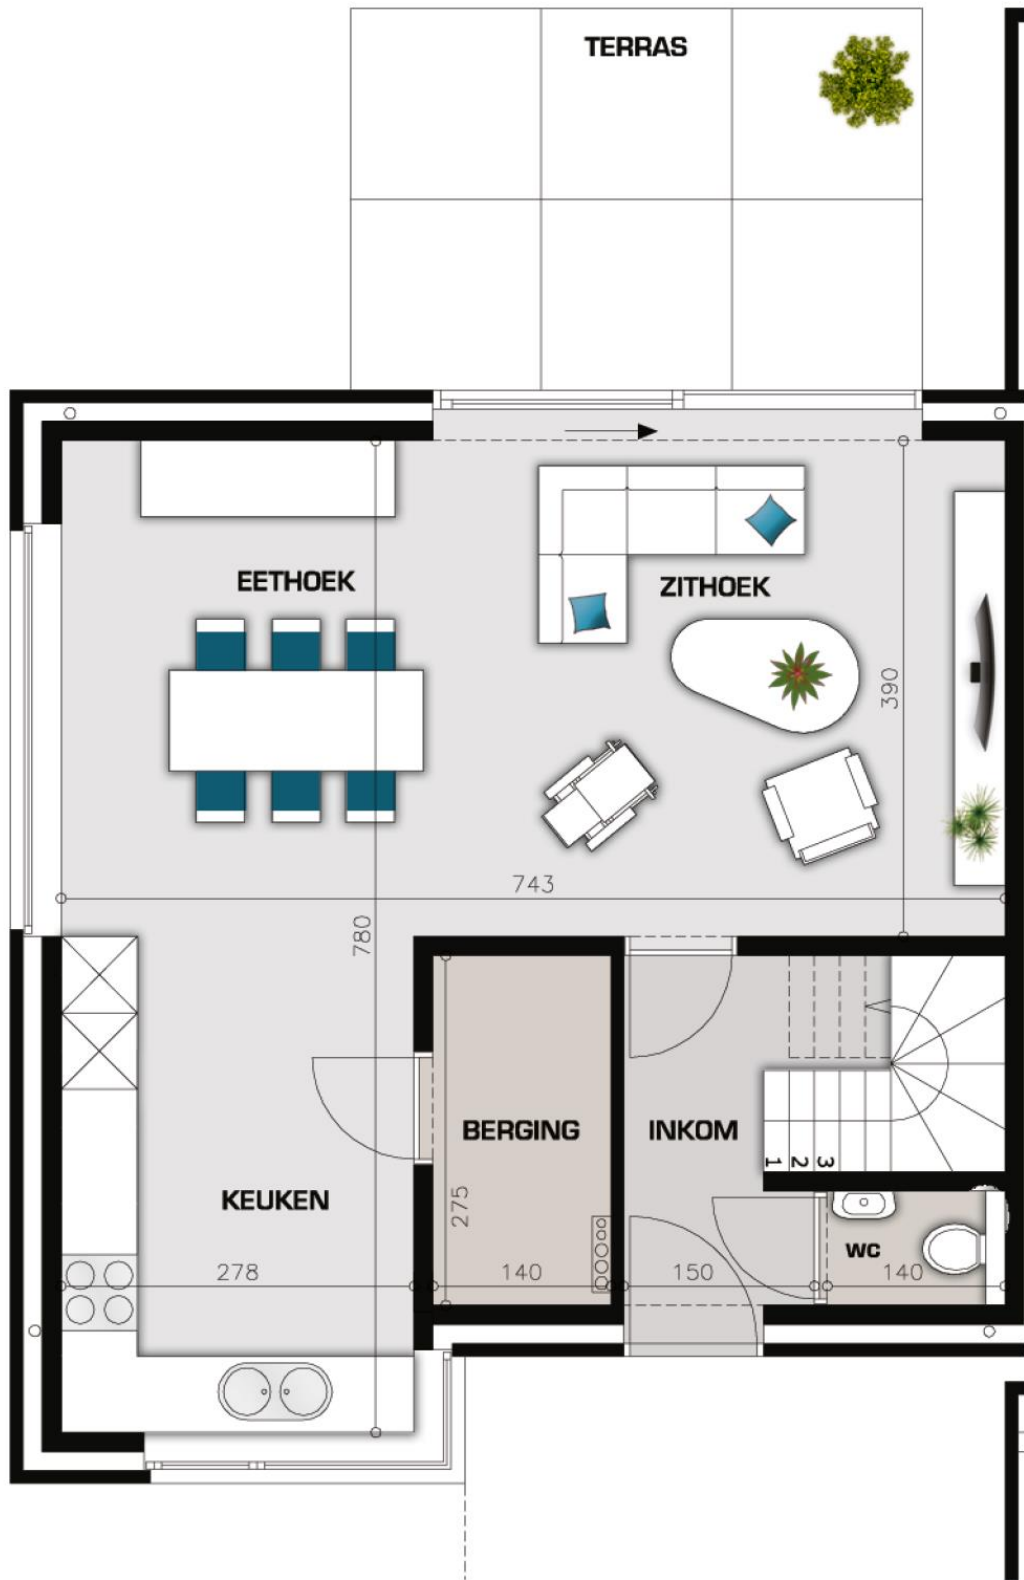 TERRAS
EETHOEK
ZITHOEK
390
743
780
BERGING
INKOM
1 2 3
KEUKEN
275
WC
278
140
150
140